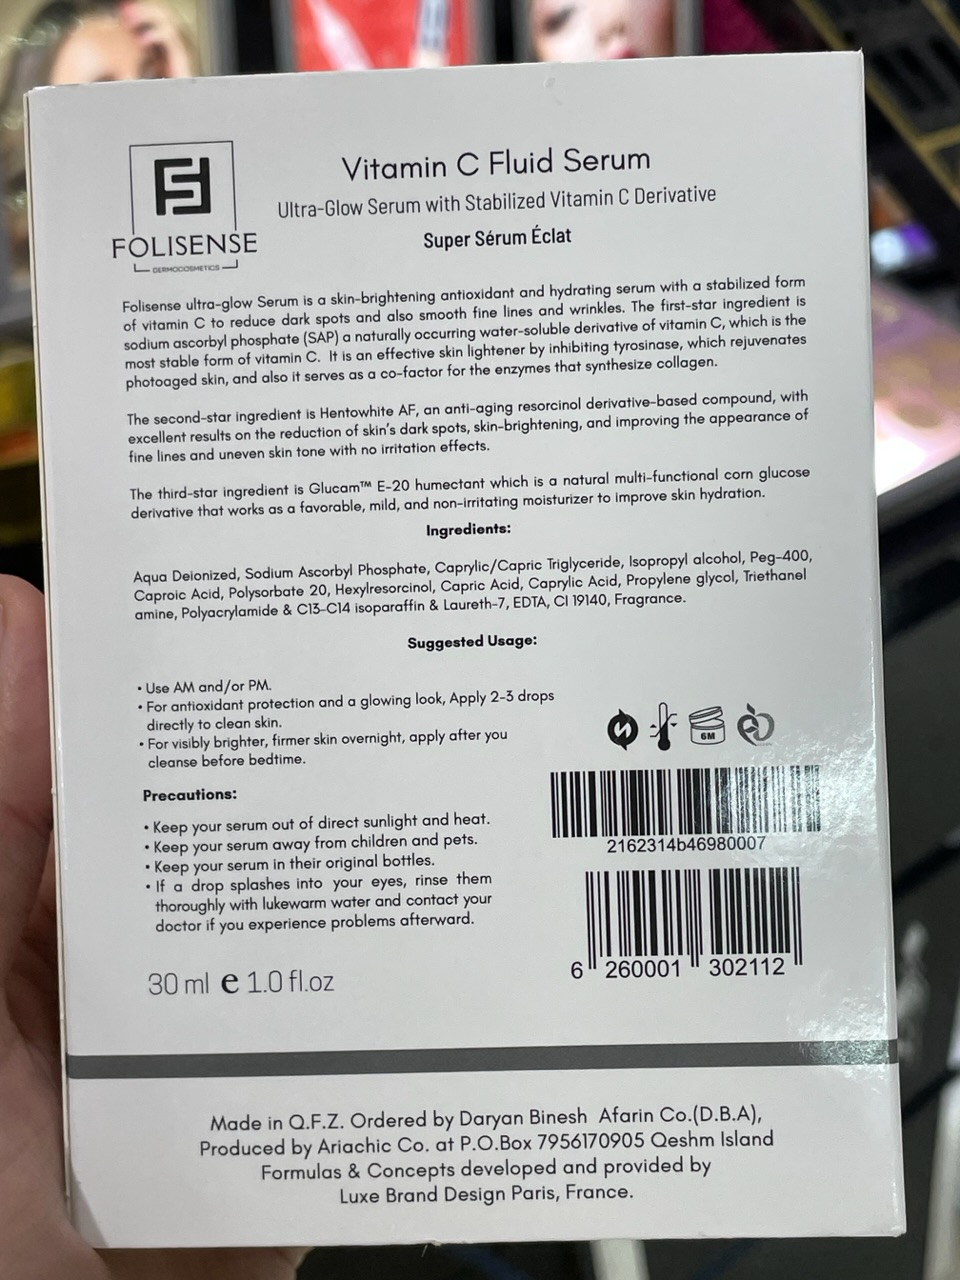 FOLISENSE
DERMOCOSMETICS
Vitamin C Fluid Serum
Ultra-Glow Serum with Stabilized Vitamin C Derivative
Super Sérum Éclat
Folisense ultra-glow Serum is a skin-brightening antioxidant and hydrating serum with a stabilized form
of vitamin C to reduce dark spots and also smooth fine lines and wrinkles. The first-star ingredient is
sodium ascorbyl phosphate (SAP) a naturally occurring water-soluble derivative of vitamin C, which is the
most stable form of vitamin C. It is an effective skin lightener by inhibiting tyrosinase, which rejuvenates
photoaged skin, and also it serves as a co-factor for the enzymes that synthesize collagen.
The second-star ingredient is Hentowhite AF, an anti-aging resorcinol derivative-based compound, with
excellent results on the reduction of skin's dark spots, skin-brightening, and improving the appearance of
fine lines and uneven skin tone with no irritation effects.
The third-star ingredient is Glucam™ E-20 humectant which is a natural multi-functional corn glucose
derivative that works as a favorable, mild, and non-irritating moisturizer to improve skin hydration.
Ingredients:
Aqua Deionized, Sodium Ascorbyl Phosphate, Caprylic/Capric Triglyceride, Isopropyl alcohol, Peg-400,
Caproic Acid, Polysorbate 20, Hexylresorcinol, Capric Acid, Caprylic Acid, Propylene glycol, Triethanol
amine, Polyacrylamide & C13-C14 isoparaffin & Laureth-7, EDTA, CI 19140, Fragrance.
Suggested Usage:
• Use AM and/or PM.
• For antioxidant protection and a glowing look, Apply 2-3 drops
directly to clean skin.
• For visibly brighter, firmer skin overnight, apply after you
cleanse before bedtime.
6M
Precautions:
• Keep your serum out of direct sunlight and heat.
• Keep your serum away from children and pets.
• Keep your serum in their original bottles.
• If a drop splashes into your eyes, rinse them
thoroughly with lukewarm water and contact your
doctor if you experience problems afterward.
2162314b46980007
6 260001 302112
30 ml e 1.0 fl.oz
Made in Q.F.Z. Ordered by Daryan Binesh Afarin Co.(D.B.A),
Produced by Ariachic Co. at P.O.Box 7956170905 Qeshm Island
Formulas & Concepts developed and provided by
Luxe Brand Design Paris, France.